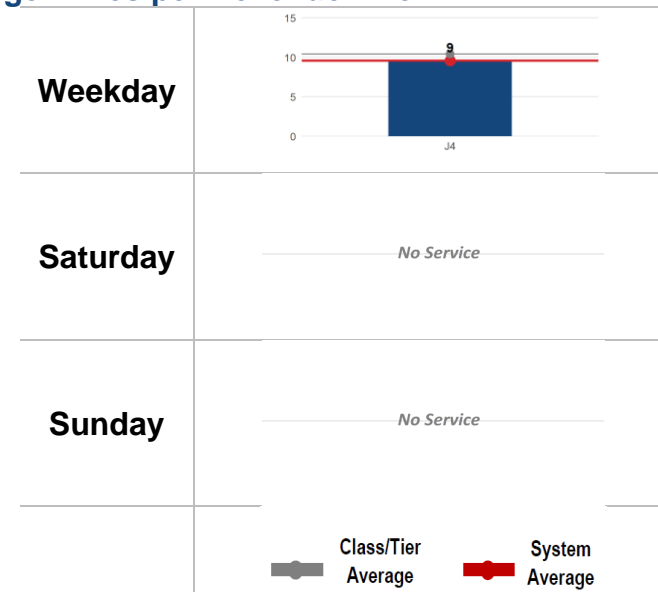 Weekday
15
10
5
0
9
J4
Saturday
No Service
Sunday
No Service
Class/Tier
Average
System
Average